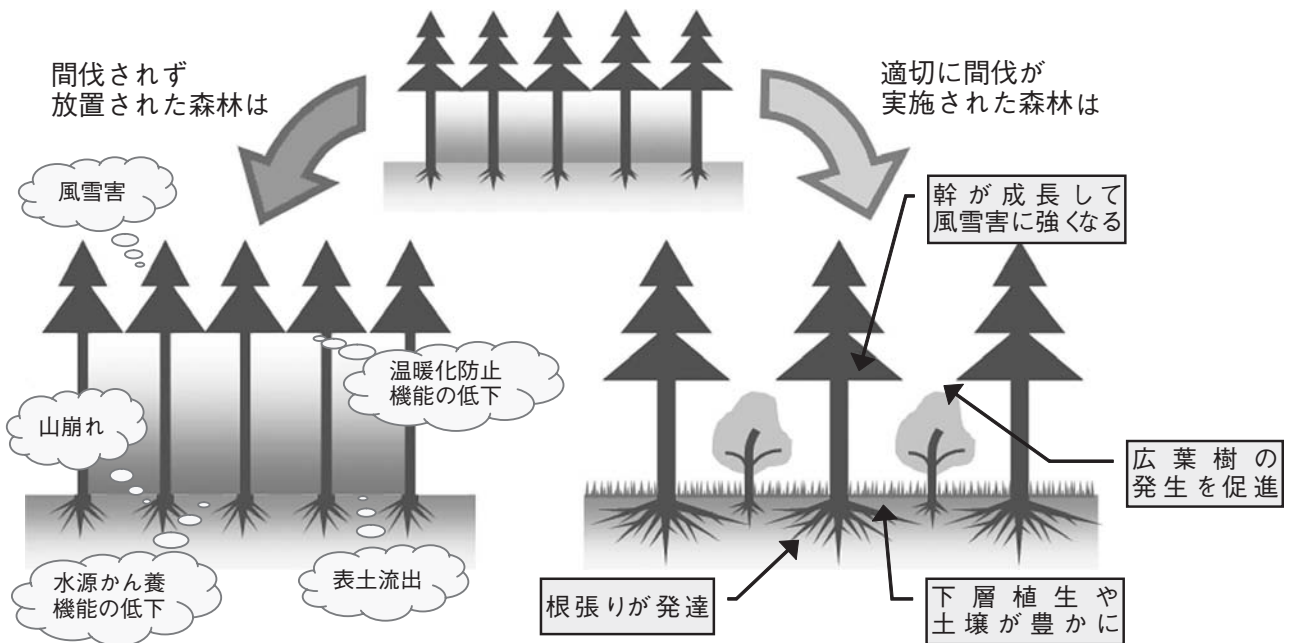 間伐されず
放置された森林は
適切に間伐が
実施された森林は
風雪害
幹が成長して
風雪害に強くなる
温暖化防止
機能の低下
山崩れ
広葉樹の
発生を促進
水源かん養
機能の低下
表土流出
根張りが発達
下層植生や
土壌が豊かに